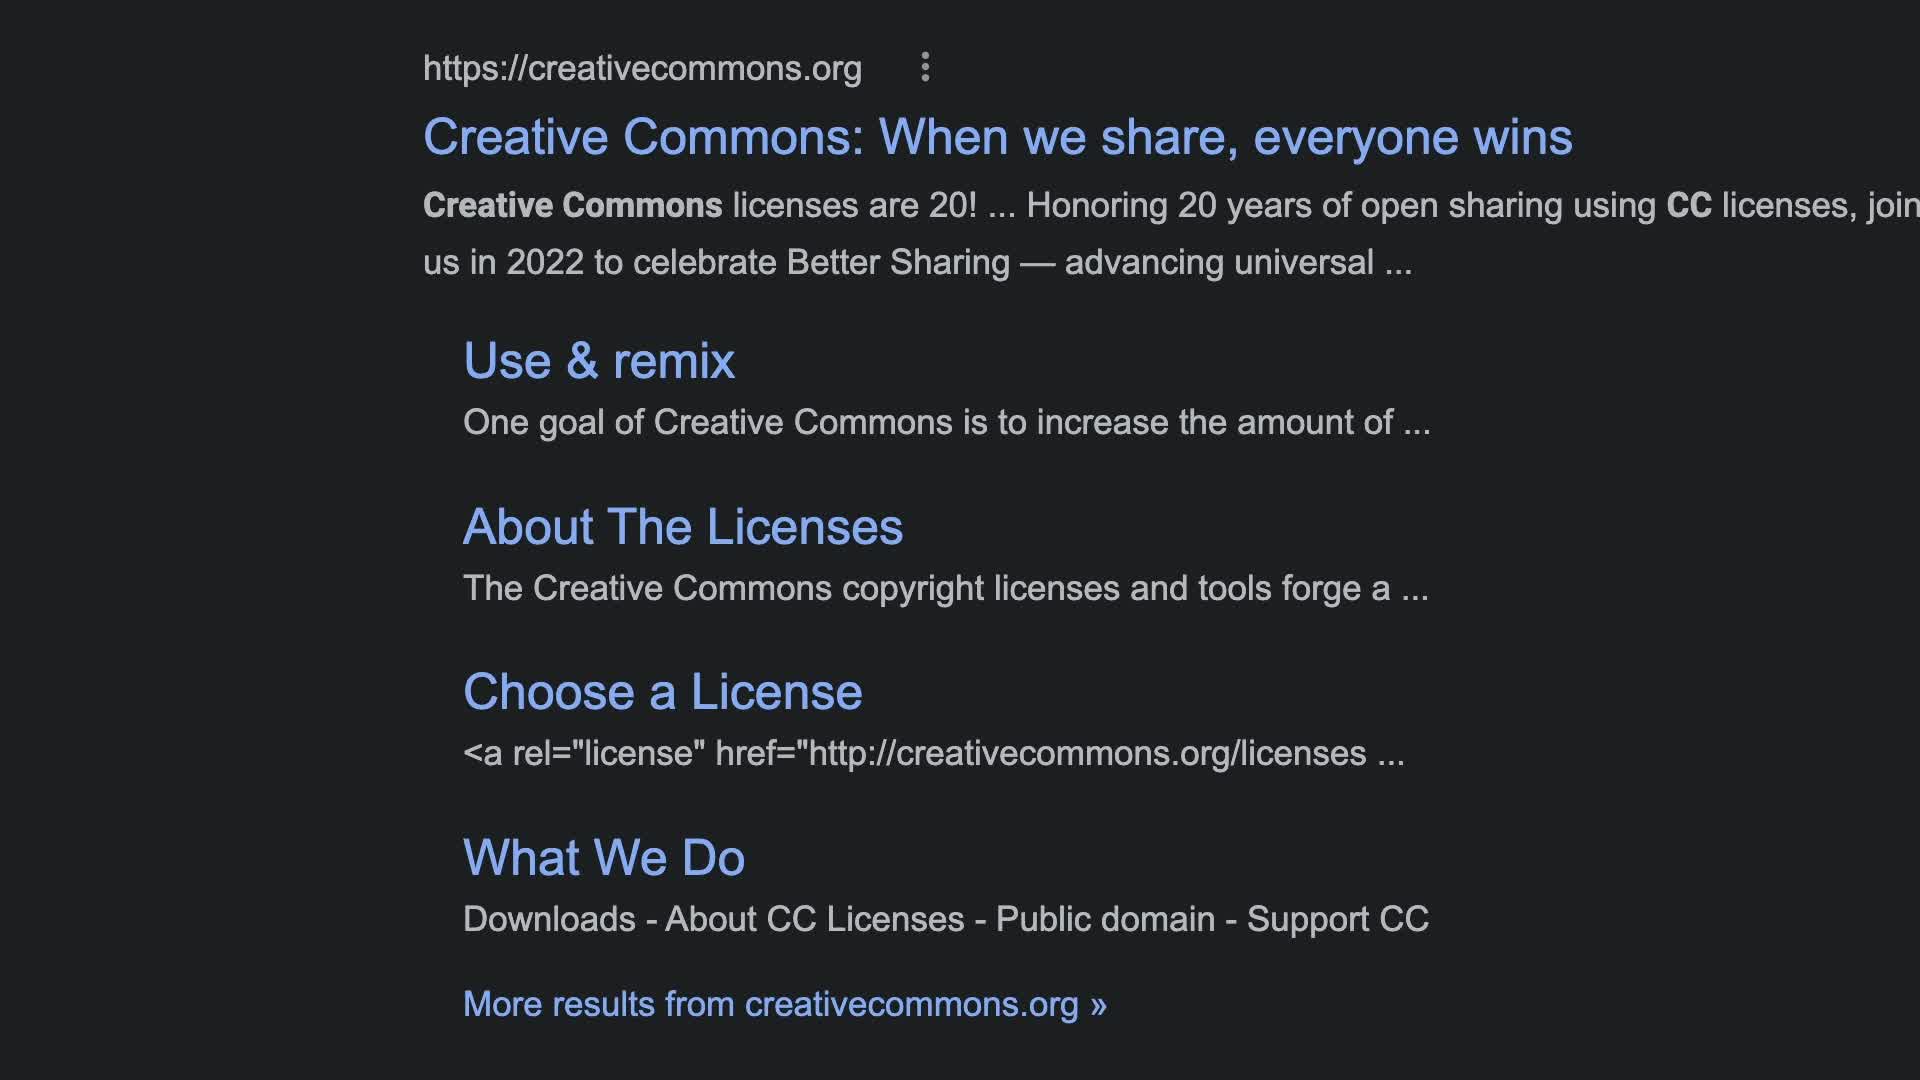 https://creativecommons.org
Creative Commons: When we share, everyone wins
Creative Commons licenses are 20! ... Honoring 20 years of open sharing using CC licenses, join
us in 2022 to celebrate Better Sharing — advancing universal ...
Use & remix
One goal of Creative Commons is to increase the amount of ...
About The Licenses
The Creative Commons copyright licenses and tools forge a ...
Choose a License
<a rel="license" href="http://creativecommons.org/licenses ...
What We Do
Downloads - About CC Licenses - Public domain - Support CC
More results from creativecommons.org »